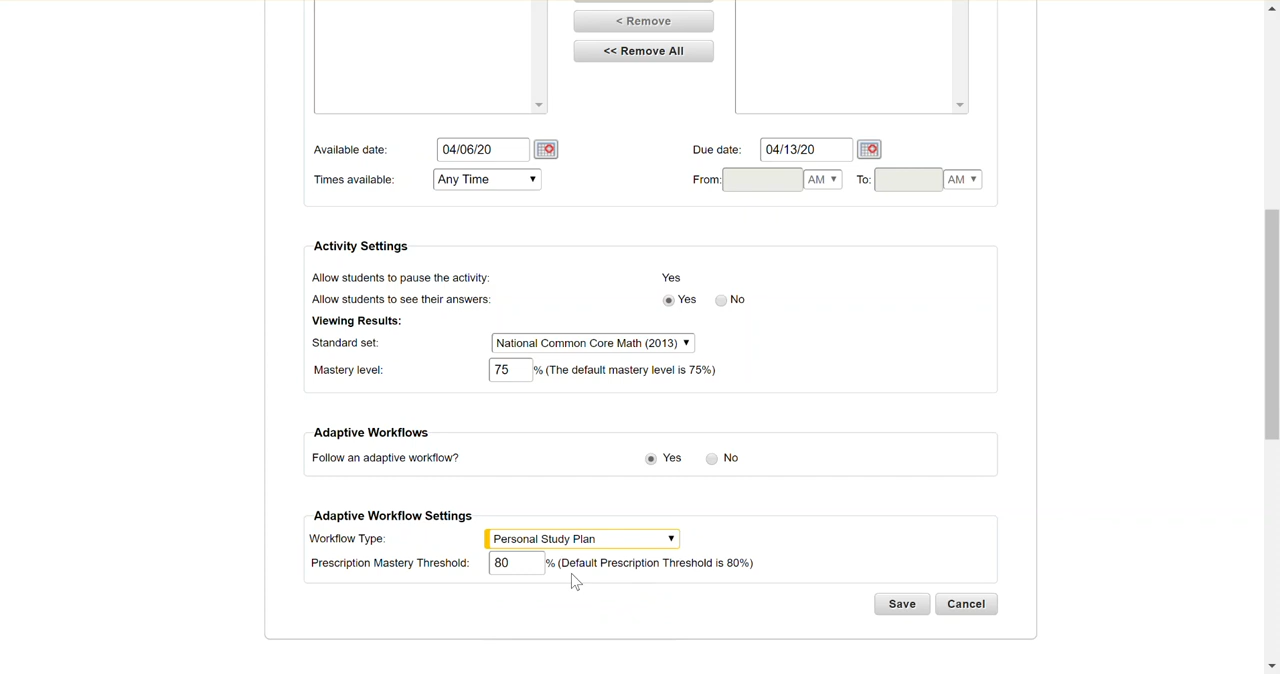 < Remove
<< Remove All
Available date: 04/06/20 Due date: 04/13/20
Times available: Any Time From: AM To: AM
Activity Settings
Allow students to pause the activity: Yes
Allow students to see their answers: Yes No
Viewing Results:
Standard set: National Common Core Math (2013)
Mastery level: 75 % (The default mastery level is 75%)
Adaptive Workflows
Follow an adaptive workflow? Yes No
Adaptive Workflow Settings
Workflow Type: Personal Study Plan
Prescription Mastery Threshold: 80 % (Default Prescription Threshold is 80%)
Save Cancel